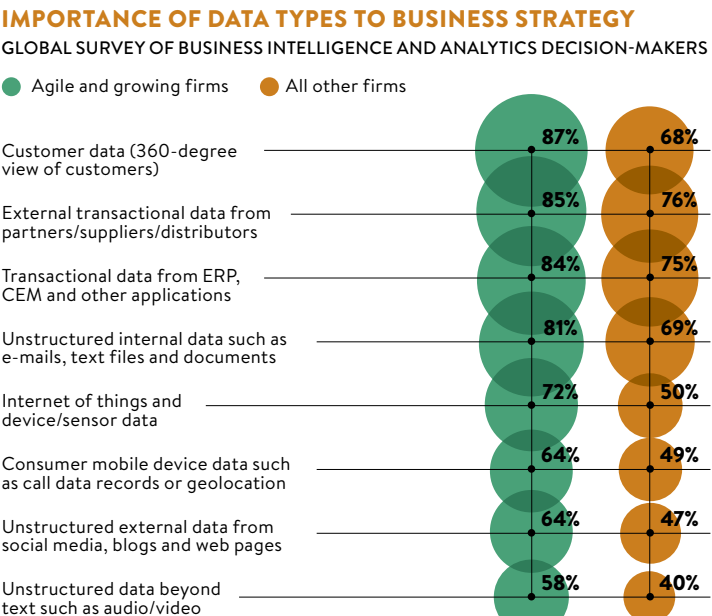 IMPORTANCE OF DATA TYPES TO BUSINESS STRATEGY
GLOBAL SURVEY OF BUSINESS INTELLIGENCE AND ANALYTICS DECISION-MAKERS
Agile and growing firms
All other firms
Customer data (360-degree
view of customers)
87%
68%
External transactional data from
partners/suppliers/distributors
85%
76%
Transactional data from ERP,
CEM and other applications
84%
75%
Unstructured internal data such as
e-mails, text files and documents
81%
69%
Internet of things and
device/sensor data
72%
50%
Consumer mobile device data such
as call data records or geolocation
64%
49%
Unstructured external data from
social media, blogs and web pages
64%
47%
Unstructured data beyond
text such as audio/video
58%
40%